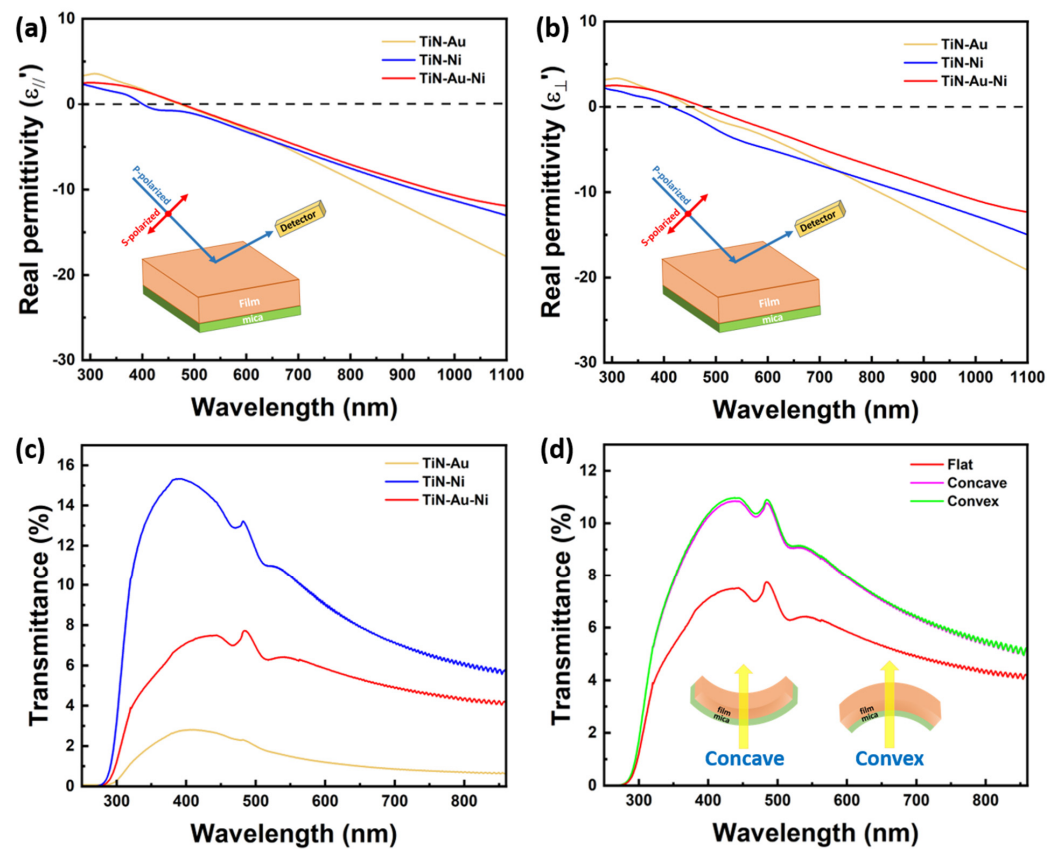 (a)
Real permittivity (ε//')
10
0
-10
-20
-30
TiN-Au
TiN-Ni
TiN-Au-Ni
P-polarized
S-polarized
Detector
Film
mica
300 400 500 600 700 800 900 1000 1100
Wavelength (nm)
(b)
Real permittivity (ε⊥')
10
0
-10
-20
-30
TiN-Au
TiN-Ni
TiN-Au-Ni
P-polarized
S-polarized
Detector
Film
mica
300 400 500 600 700 800 900 1000 1100
Wavelength (nm)
(c)
Transmittance (%)
16
14
12
10
8
6
4
2
0
TiN-Au
TiN-Ni
TiN-Au-Ni
300 400 500 600 700 800
Wavelength (nm)
(d)
Transmittance (%)
12
10
8
6
4
2
0
Flat
Concave
Convex
film
mica
Concave
film
mica
Convex
300 400 500 600 700 800
Wavelength (nm)